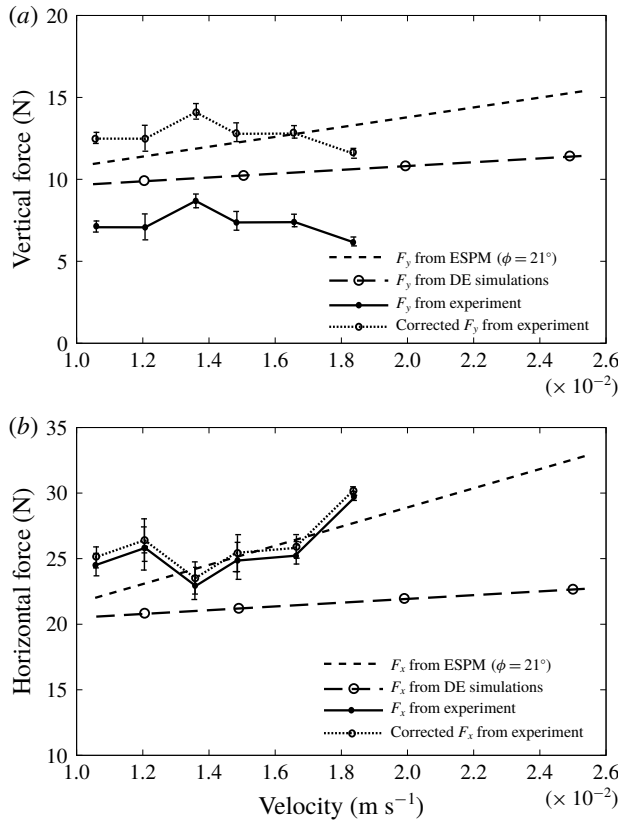 (a)
20
15
10
5
0
Vertical force (N)
F_y from ESPM (ϕ = 21°)
F_y from DE simulations
F_y from experiment
Corrected F_y from experiment
1.0 1.2 1.4 1.6 1.8 2.0 2.2 2.4 2.6
(× 10⁻²)
(b)
35
30
25
20
15
10
Horizontal force (N)
F_x from ESPM (ϕ = 21°)
F_x from DE simulations
F_x from experiment
Corrected F_x from experiment
1.0 1.2 1.4 1.6 1.8 2.0 2.2 2.4 2.6
Velocity (m s⁻¹)
(× 10⁻²)